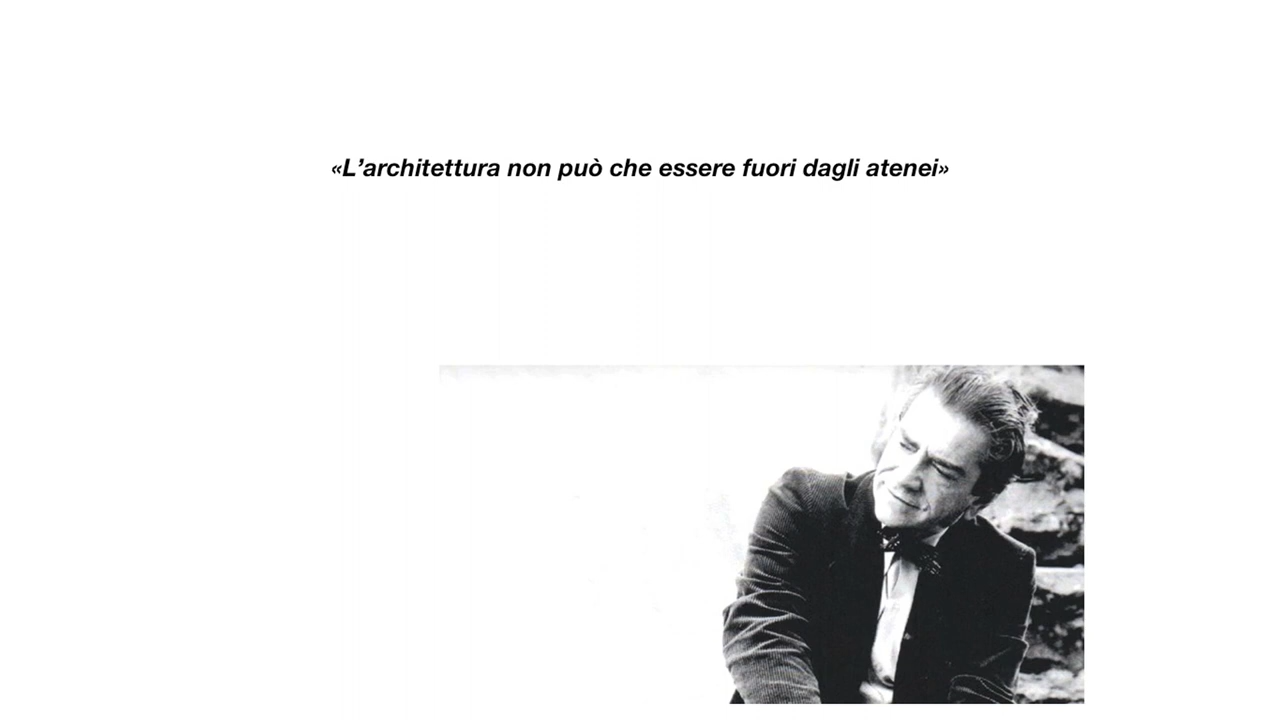 «L’architettura non può che essere fuori dagli atenei»